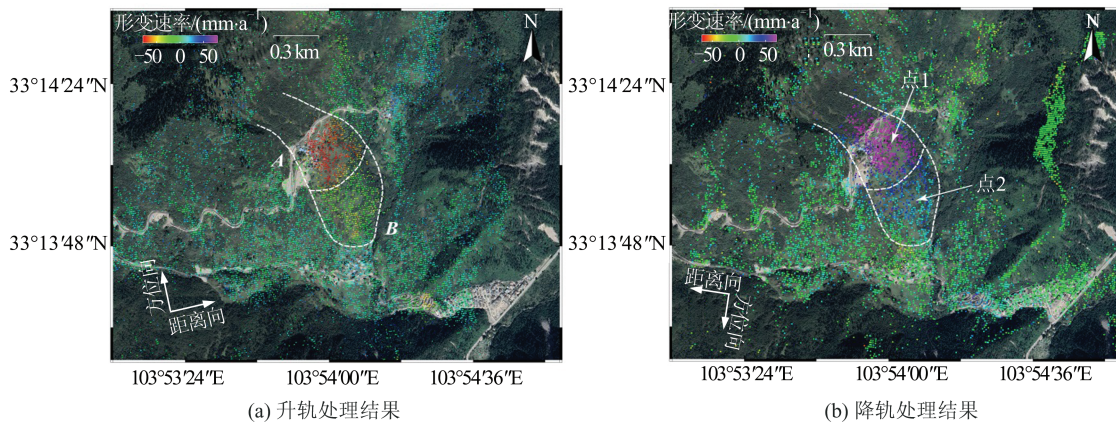 形变速率/(mm·a⁻¹)
−50 0 50
0.3 km
N
33°14′24″N
33°13′48″N
A
B
方位向
距离向
103°53′24″E 103°54′00″E 103°54′36″E
(a) 升轨处理结果
形变速率/(mm·a⁻¹)
−50 0 50
0.3 km
N
33°14′24″N
33°13′48″N
点1
点2
距离向
方位向
103°53′24″E 103°54′00″E 103°54′36″E
(b) 降轨处理结果